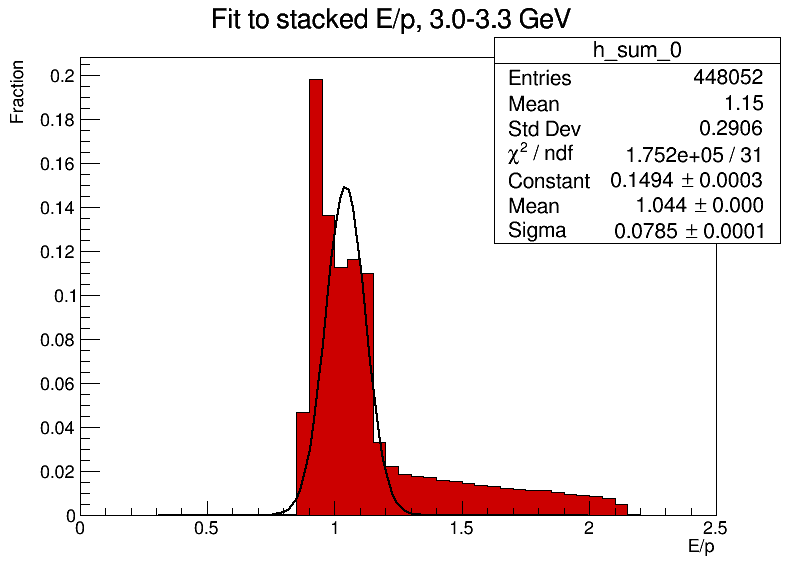 Fit to stacked E/p, 3.0-3.3 GeV
h_sum_0
Entries 448052
Mean 1.15
Std Dev 0.2906
χ² / ndf 1.752e+05 / 31
Constant 0.1494 ± 0.0003
Mean 1.044 ± 0.000
Sigma 0.0785 ± 0.0001
Fraction
0.2
0.18
0.16
0.14
0.12
0.1
0.08
0.06
0.04
0.02
0
0 0.5 1 1.5 2 2.5
E/p